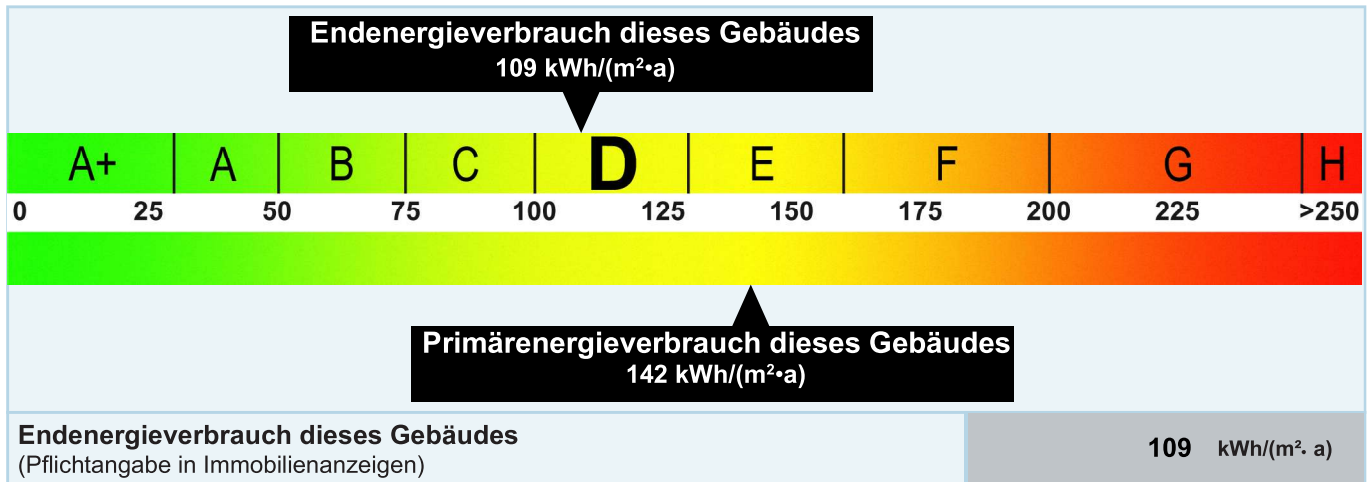 Endenergieverbrauch dieses Gebäudes
109 kWh/(m²•a)
A+ A B C D E F G H
0 25 50 75 100 125 150 175 200 225 >250
Primärenergieverbrauch dieses Gebäudes
142 kWh/(m²•a)
Endenergieverbrauch dieses Gebäudes
(Pflichtangabe in Immobilienanzeigen)
109 kWh/(m²· a)